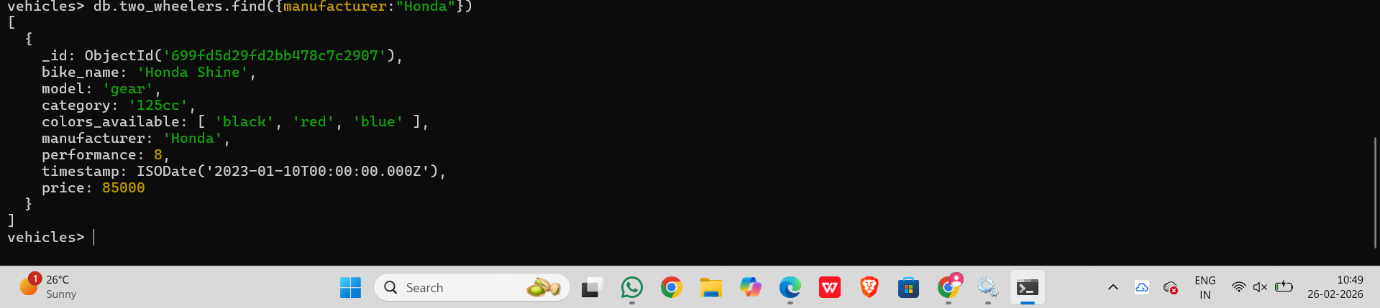 vehicles> db.two_wheelers.find({manufacturer:"Honda"})
[
  {
    _id: ObjectId('699fd5d29fd2bb478c7c2907'),
    bike_name: 'Honda Shine',
    model: 'gear',
    category: '125cc',
    colors_available: [ 'black', 'red', 'blue' ],
    manufacturer: 'Honda',
    performance: 8,
    timestamp: ISODate('2023-01-10T00:00:00.000Z'),
    price: 85000
  }
]
vehicles>
1
26°C
Sunny
Search
W
ENG
IN
10:49
26-02-2026